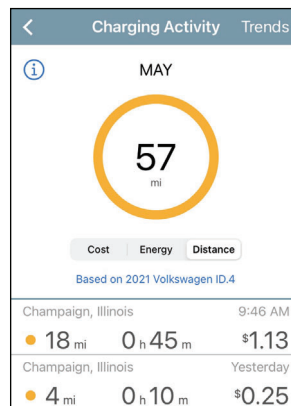 Charging Activity Trends
MAY
57
mi
Cost Energy Distance
Based on 2021 Volkswagen ID.4
Champaign, Illinois 9:46 AM
18 mi 0 h 45 m $1.13
Champaign, Illinois Yesterday
4 mi 0 h 10 m $0.25